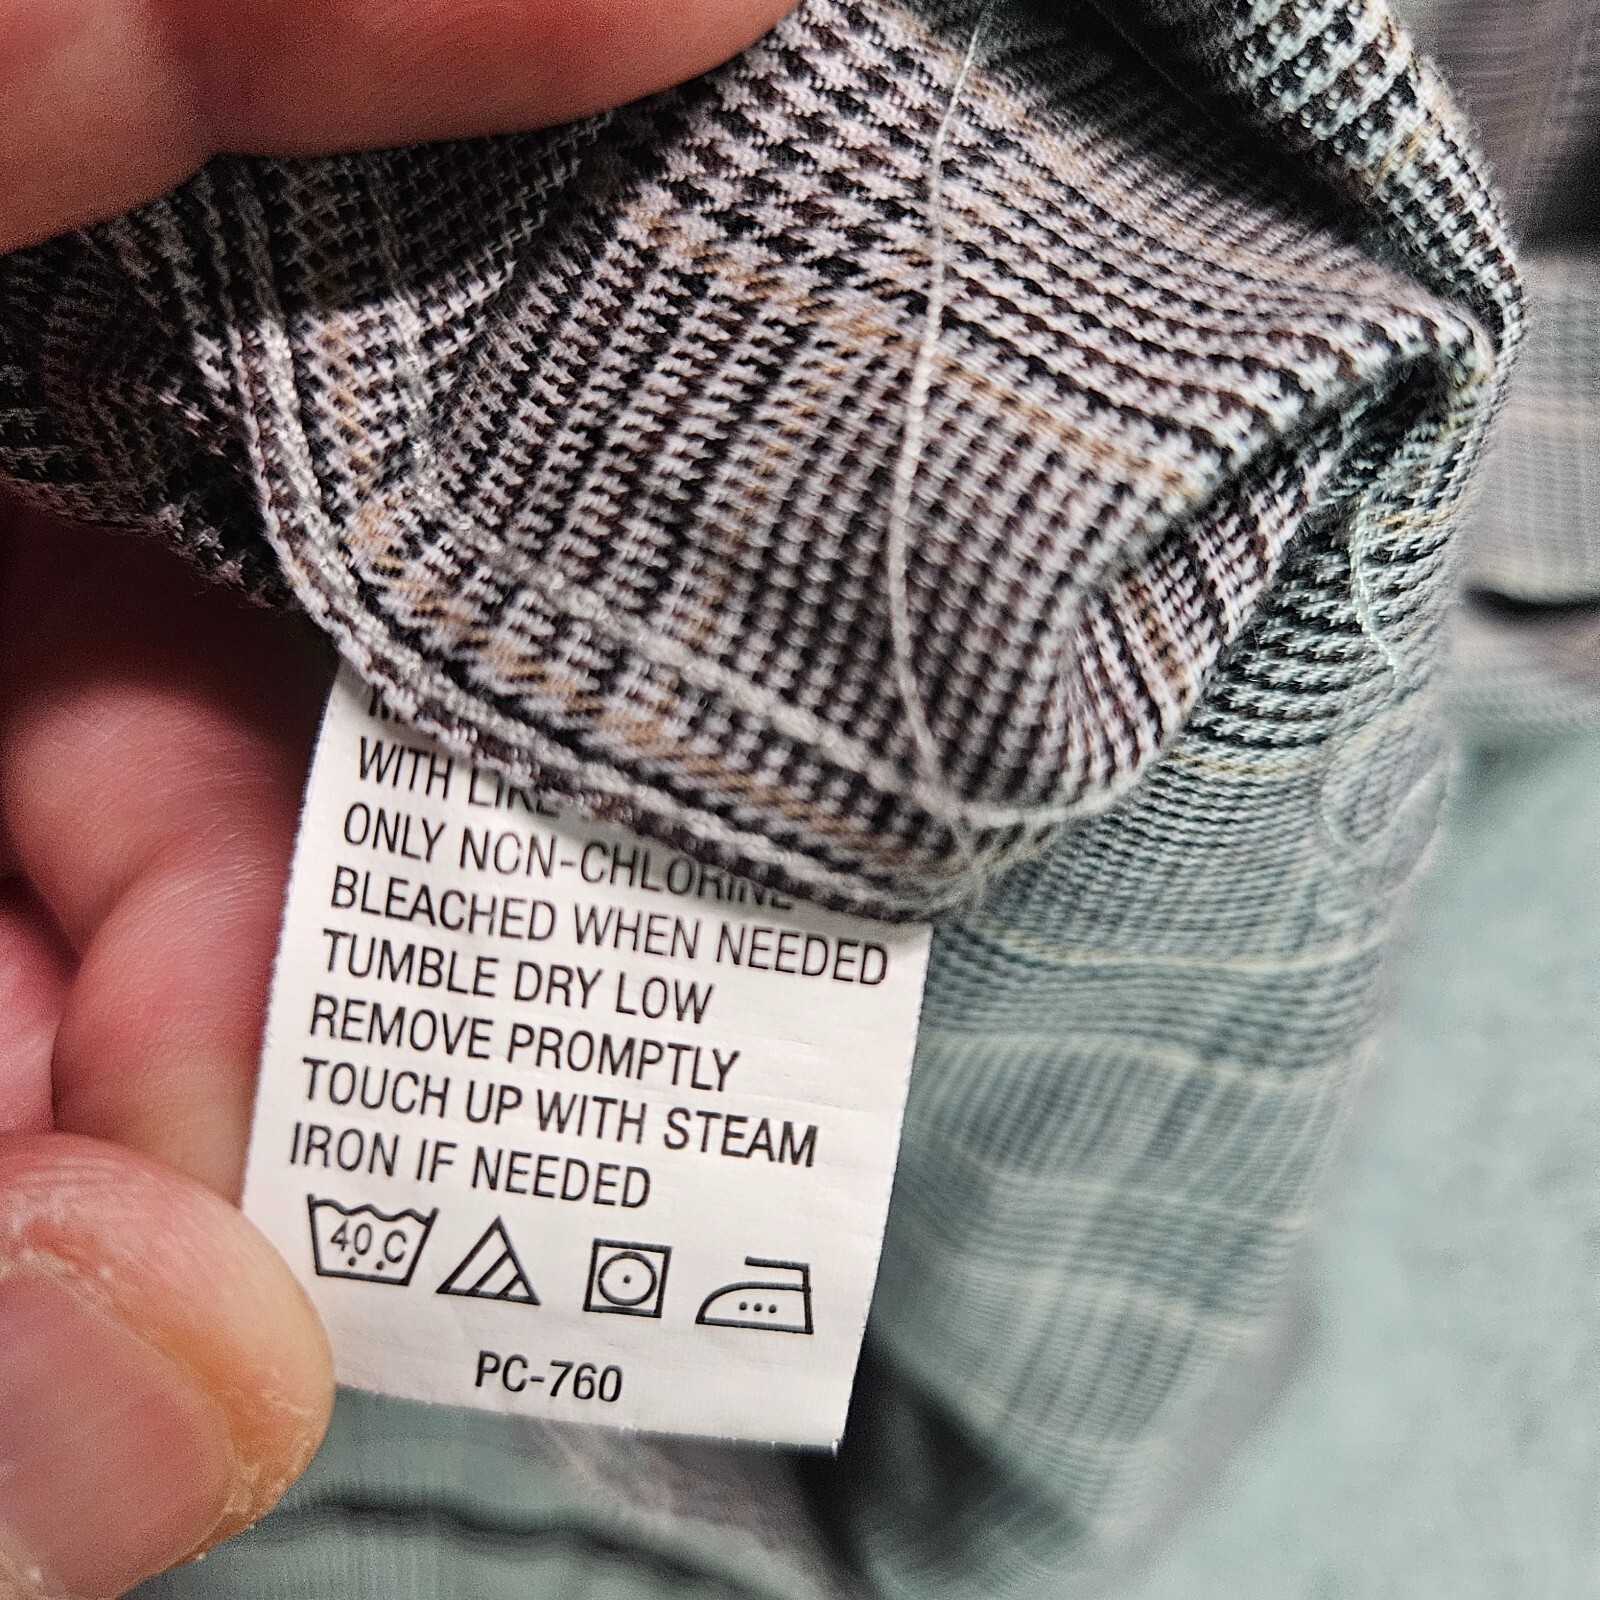 WITH LIKE
ONLY NON-CHLORINE
BLEACHED WHEN NEEDED
TUMBLE DRY LOW
REMOVE PROMPTLY
TOUCH UP WITH STEAM
IRON IF NEEDED
40 C
PC-760